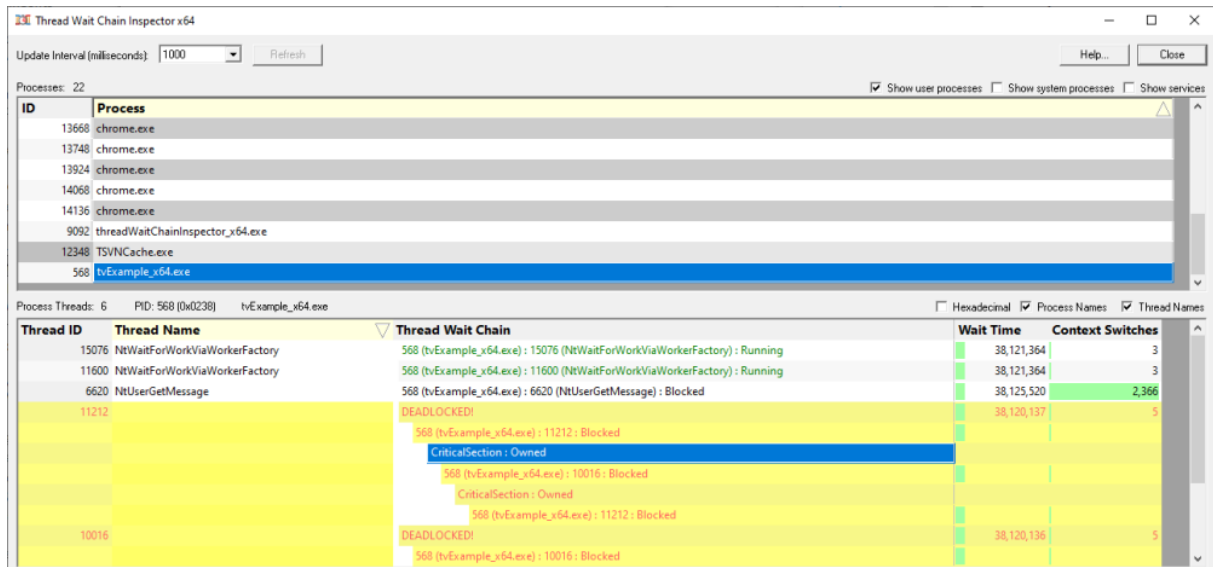 Thread Wait Chain Inspector x64
Update Interval (milliseconds): 1000 Refresh Help... Close
Processes: 22 Show user processes Show system processes Show services
ID Process
13668 chrome.exe
13748 chrome.exe
13924 chrome.exe
14068 chrome.exe
14136 chrome.exe
9092 threadWaitChainInspector_x64.exe
12348 TSVNCache.exe
568 tvExample_x64.exe
Process Threads: 6 PID: 568 (0x0238) tvExample_x64.exe Hexadecimal Process Names Thread Names
Thread ID Thread Name Thread Wait Chain Wait Time Context Switches
15076 NtWaitForWorkViaWorkerFactory 568 (tvExample_x64.exe) : 15076 (NtWaitForWorkViaWorkerFactory) : Running 38,121,364 3
11600 NtWaitForWorkViaWorkerFactory 568 (tvExample_x64.exe) : 11600 (NtWaitForWorkViaWorkerFactory) : Running 38,121,364 3
6620 NtUserGetMessage 568 (tvExample_x64.exe) : 6620 (NtUserGetMessage) : Blocked 38,125,520 2,366
11212 DEADLOCKED! 38,120,137 5
568 (tvExample_x64.exe) : 11212 : Blocked
CriticalSection : Owned
568 (tvExample_x64.exe) : 10016 : Blocked
CriticalSection : Owned
568 (tvExample_x64.exe) : 11212 : Blocked
10016 DEADLOCKED! 38,120,136 5
568 (tvExample_x64.exe) : 10016 : Blocked